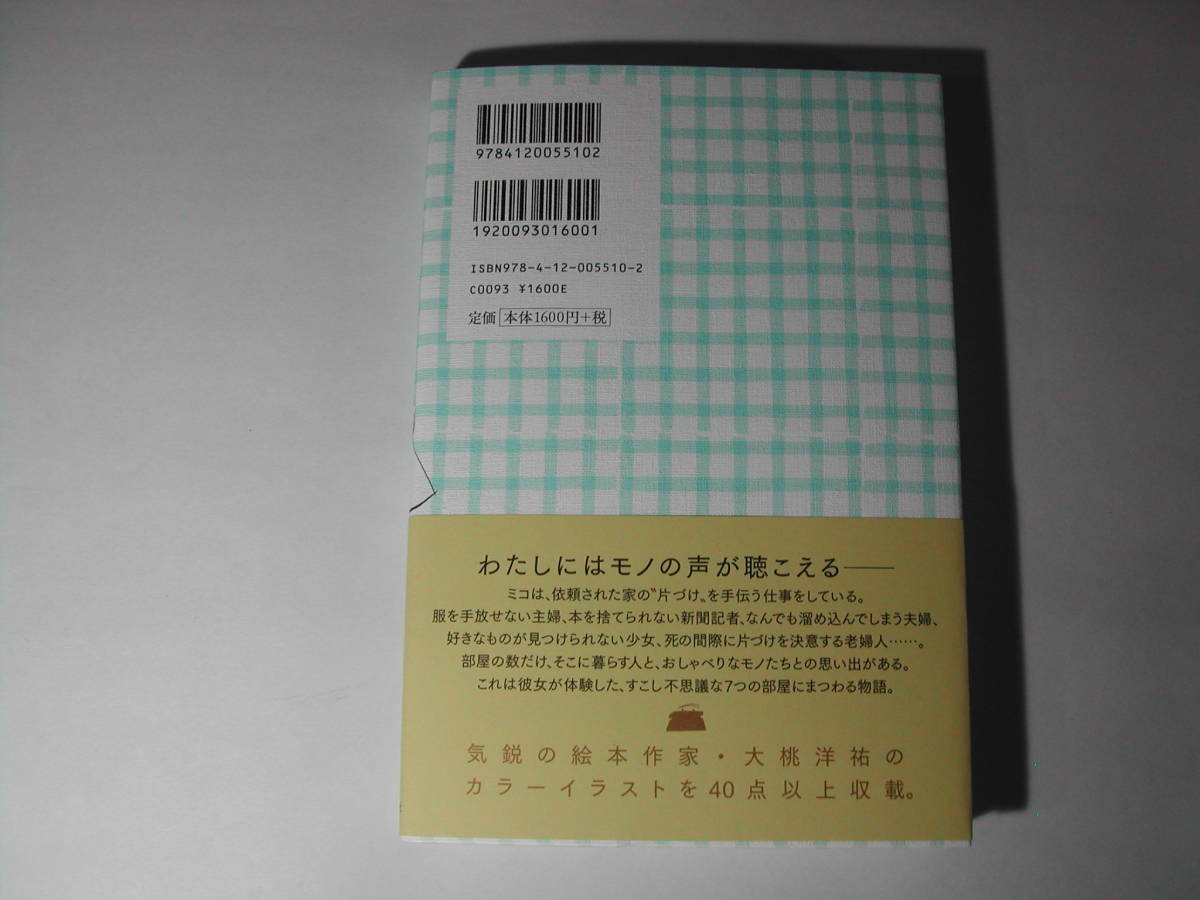 9784120055102
1920093016001
ISBN978-4-12-005510-2
C0093 ¥1600E
定価 本体1600円+税
わたしにはモノの声が聴こえる――
ミコは、依頼された家の〝片づけ〟を手伝う仕事をしている。
服を手放せない主婦、本を捨てられない新聞記者、なんでも溜め込んでしまう夫婦、
好きなものが見つけられない少女、死の間際に片づけを決意する老婦人……。
部屋の数だけ、そこに暮らす人と、おしゃべりなモノたちとの思い出がある。
これは彼女が体験した、すこし不思議な7つの部屋にまつわる物語。
気鋭の絵本作家・大桃洋祐の
カラーイラストを40点以上収載。